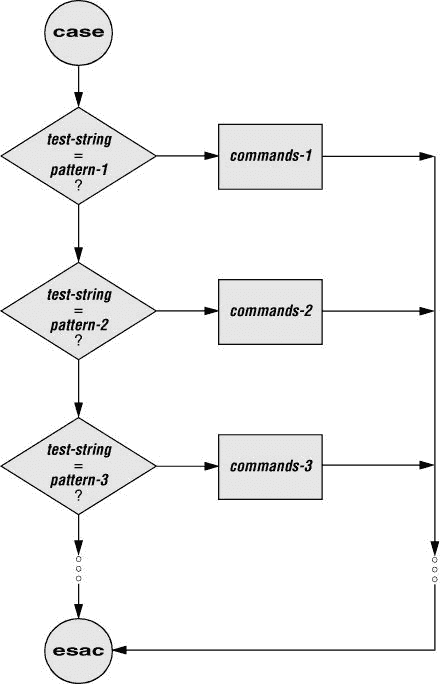 case
test-string
=
pattern-1
?
commands-1
test-string
=
pattern-2
?
commands-2
test-string
=
pattern-3
?
commands-3
esac